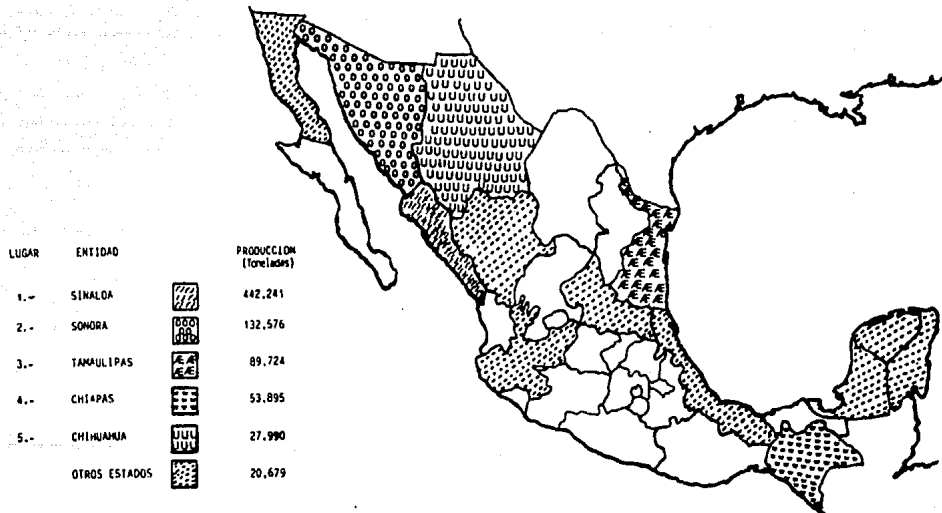 LUGAR ENTIDAD PRODUCCION
(Toneladas)
1.- SINALOA 442,241
2.- SONORA 132,576
3.- TAMAULIPAS 89,724
4.- CHIAPAS 53,895
5.- CHIHUAHUA 27,990
OTROS ESTADOS 20,679